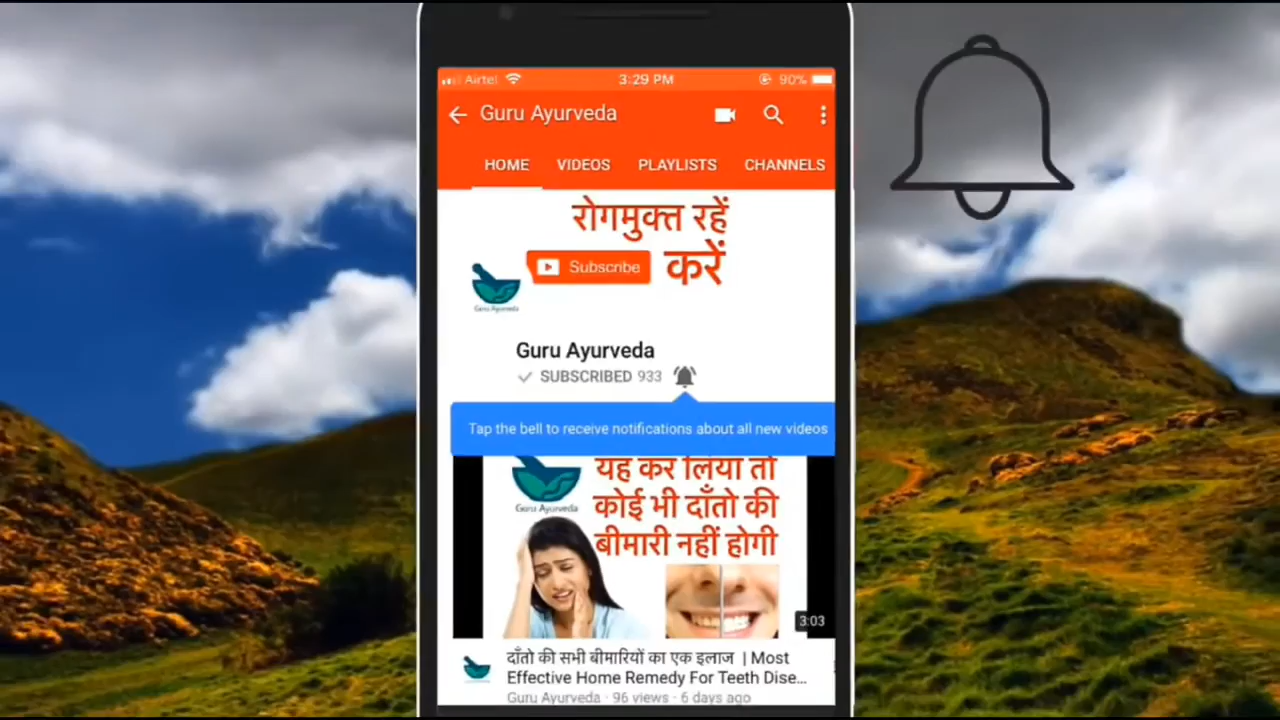 Airtel 3:29 PM 90%
Guru Ayurveda
HOME VIDEOS PLAYLISTS CHANNELS
रोगमुक्त रहें
Subscribe करें
Guru Ayurveda
Guru Ayurveda
SUBSCRIBED 933
Tap the bell to receive notifications about all new videos
यह कर लिया तो
कोई भी दाँतो की
Guru Ayurveda
बीमारी नहीं होगी
3:03
दाँतो की सभी बीमारियों का एक इलाज | Most
Effective Home Remedy For Teeth Dise...
Guru Ayurveda · 96 views · 6 days ago